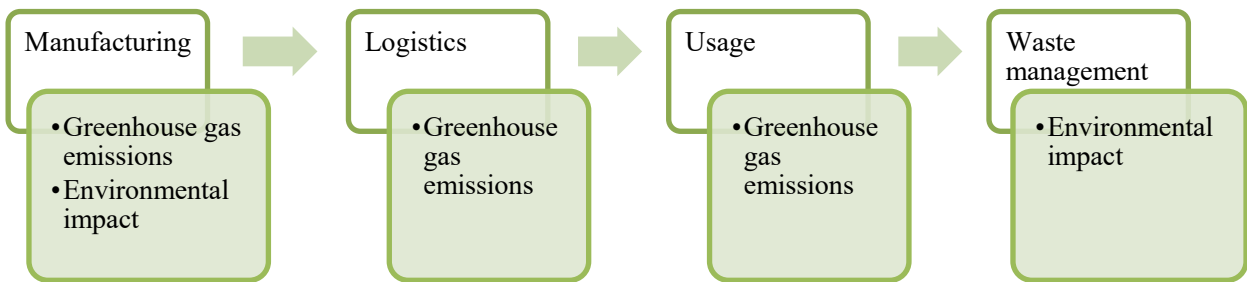 Manufacturing
•Greenhouse gas
emissions
•Environmental
impact
Logistics
•Greenhouse
gas
emissions
Usage
•Greenhouse
gas
emissions
Waste
management
•Environmental
impact